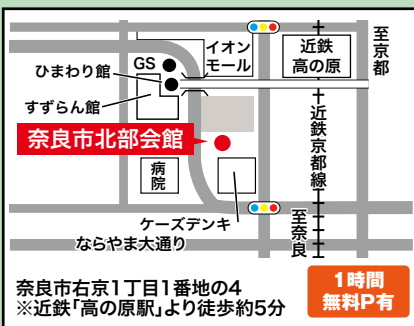 GS
イオン
モール
近鉄
高の原
至京都
ひまわり館
すずらん館
近鉄京都線
奈良市北部会館
病院
至奈良
ケーズデンキ
ならやま大通り
奈良市右京1丁目1番地の4
※近鉄「高の原駅」より徒歩約5分
1時間
無料P有